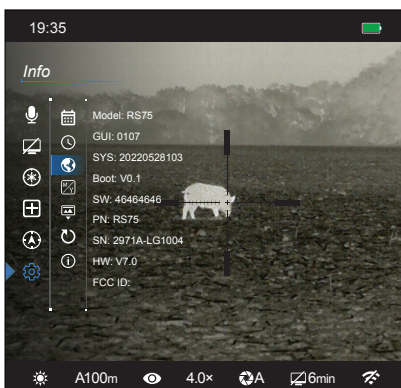 19:35
Info
Model: RS75
GUI: 0107
SYS: 20220528103
Boot: V0.1
SW: 46464646
PN: RS75
SN: 2971A-LG1004
HW: V7.0
FCC ID:
A100m 4.0× A 6min